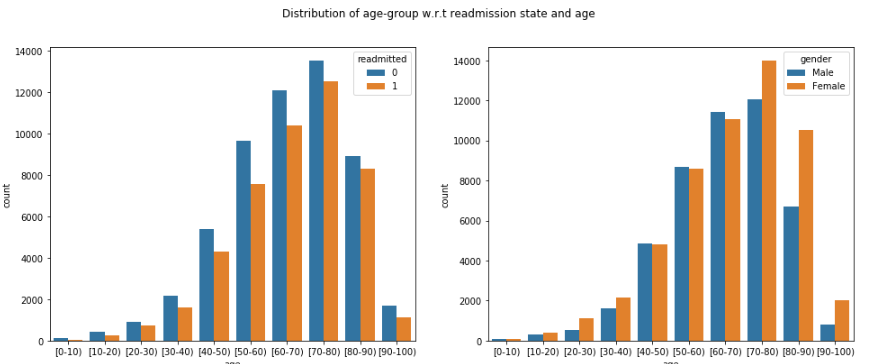 Distribution of age-group w.r.t readmission state and age
14000
12000
10000
8000
6000
4000
2000
0
count
readmitted
0
1
[0-10) [10-20) [20-30) [30-40) [40-50) [50-60) [60-70) [70-80) [80-90) [90-100)
age
14000
12000
10000
8000
6000
4000
2000
0
count
gender
Male
Female
[0-10) [10-20) [20-30) [30-40) [40-50) [50-60) [60-70) [70-80) [80-90) [90-100)
age